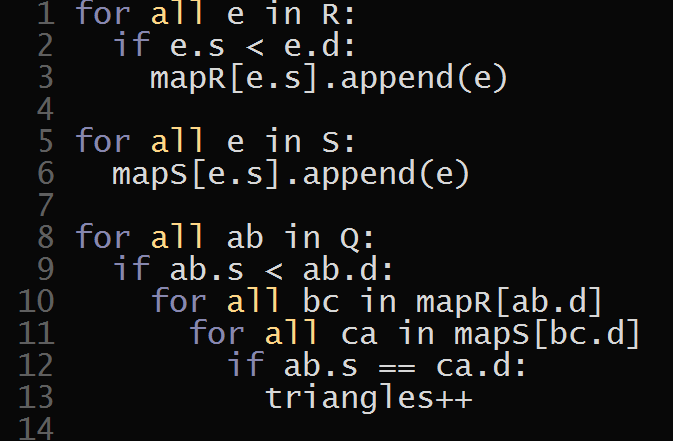 1 for all e in R:
2   if e.s < e.d:
3     mapR[e.s].append(e)
4
5 for all e in S:
6   mapS[e.s].append(e)
7
8 for all ab in Q:
9   if ab.s < ab.d:
10     for all bc in mapR[ab.d]
11       for all ca in mapS[bc.d]
12         if ab.s == ca.d:
13           triangles++
14